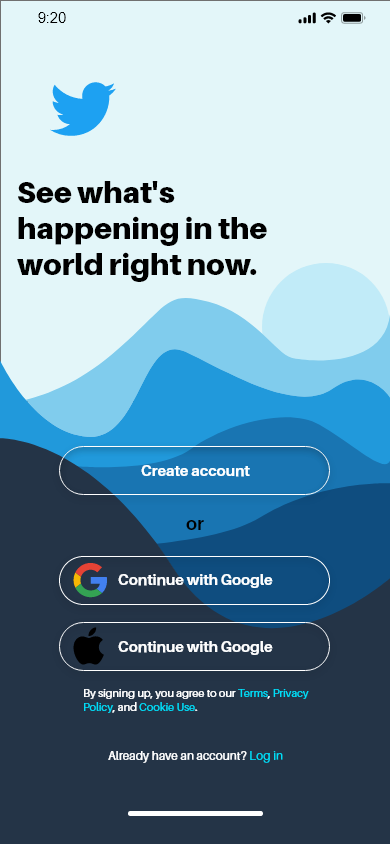 9:20
See what's
happening in the
world right now.
Create account
or
Continue with Google
Continue with Google
By signing up, you agree to our Terms, Privacy
Policy, and Cookie Use.
Already have an account? Log in